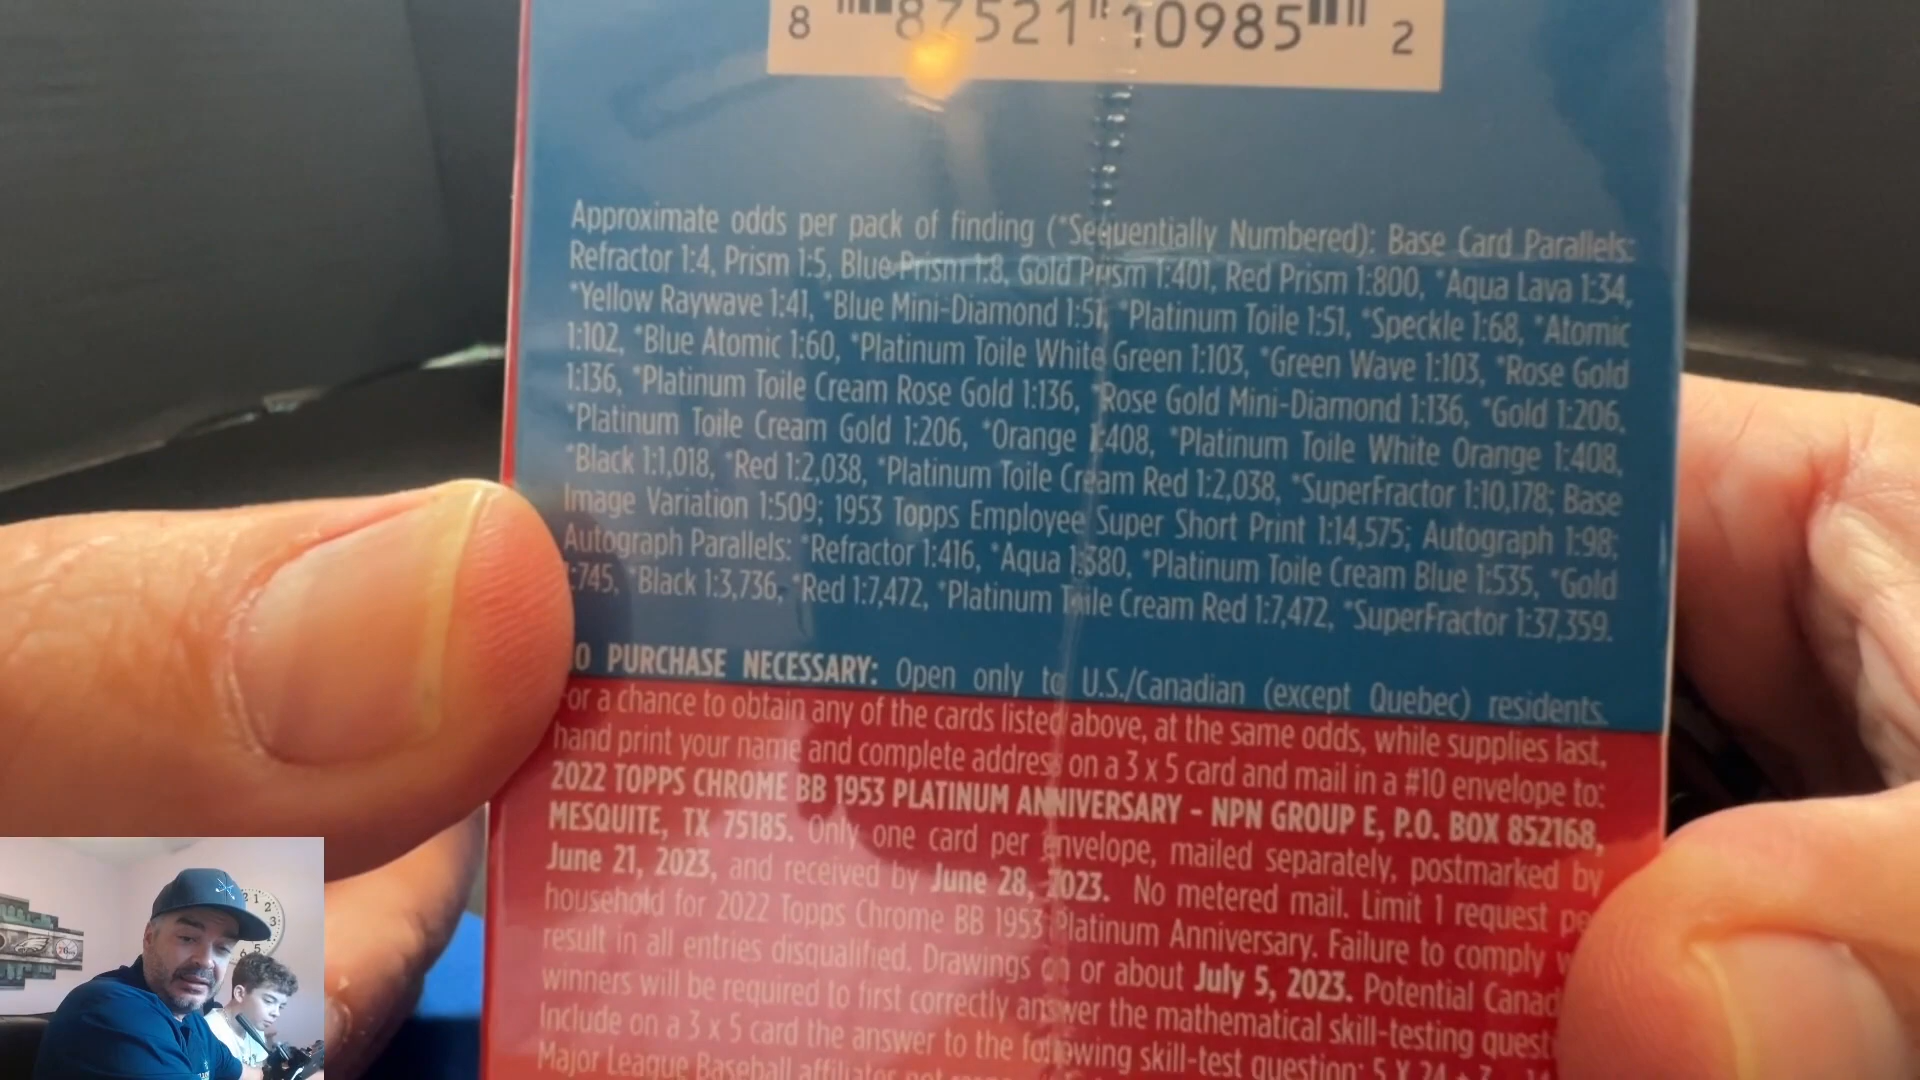 8 87521 10985 2
Approximate odds per pack of finding (*Sequentially Numbered): Base Card Parallels:
Refractor 1:4, Prism 1:5, Blue Prism 1:8, Gold Prism 1:401, Red Prism 1:800, *Aqua Lava 1:34,
*Yellow Raywave 1:41, *Blue Mini-Diamond 1:51, *Platinum Toile 1:51, *Speckle 1:68, *Atomic
1:102, *Blue Atomic 1:60, *Platinum Toile White Green 1:103, *Green Wave 1:103, *Rose Gold
1:136, *Platinum Toile Cream Rose Gold 1:136, *Rose Gold Mini-Diamond 1:136, *Gold 1:206,
*Platinum Toile Cream Gold 1:206, *Orange 1:408, *Platinum Toile White Orange 1:408,
*Black 1:1,018, *Red 1:2,038, *Platinum Toile Cream Red 1:2,038, *SuperFractor 1:10,178; Base
Image Variation 1:509; 1953 Topps Employee Super Short Print 1:14,575; Autograph 1:98;
Autograph Parallels: *Refractor 1:416, *Aqua 1:380, *Platinum Toile Cream Blue 1:535, *Gold
1:745, *Black 1:3,736, *Red 1:7,472, *Platinum Toile Cream Red 1:7,472, *SuperFractor 1:37,359.
NO PURCHASE NECESSARY: Open only to U.S./Canadian (except Quebec) residents.
For a chance to obtain any of the cards listed above, at the same odds, while supplies last,
hand print your name and complete address on a 3 x 5 card and mail in a #10 envelope to:
2022 TOPPS CHROME BB 1953 PLATINUM ANNIVERSARY - NPN GROUP E, P.O. BOX 852168,
MESQUITE, TX 75185. Only one card per envelope, mailed separately, postmarked by
June 21, 2023, and received by June 28, 2023. No metered mail. Limit 1 request pe
household for 2022 Topps Chrome BB 1953 Platinum Anniversary. Failure to comply w
result in all entries disqualified. Drawings on or about July 5, 2023. Potential Canad
winners will be required to first correctly answer the mathematical skill-testing quest
Include on a 3 x 5 card the answer to the following skill-test question: 5 X 24
Major League Baseball affiliates not